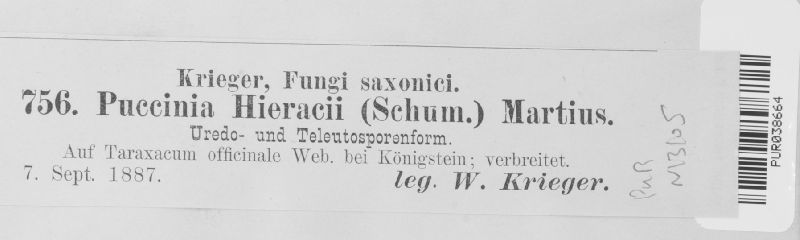 Krieger, Fungi saxonici.
756. Puccinia Hieracii (Schum.) Martius.
Uredo- und Teleutosporenform.
Auf Taraxacum officinale Web. bei Königstein; verbreitet.
7. Sept. 1887.
leg. W. Krieger.
PUR
N13105
PUR038664